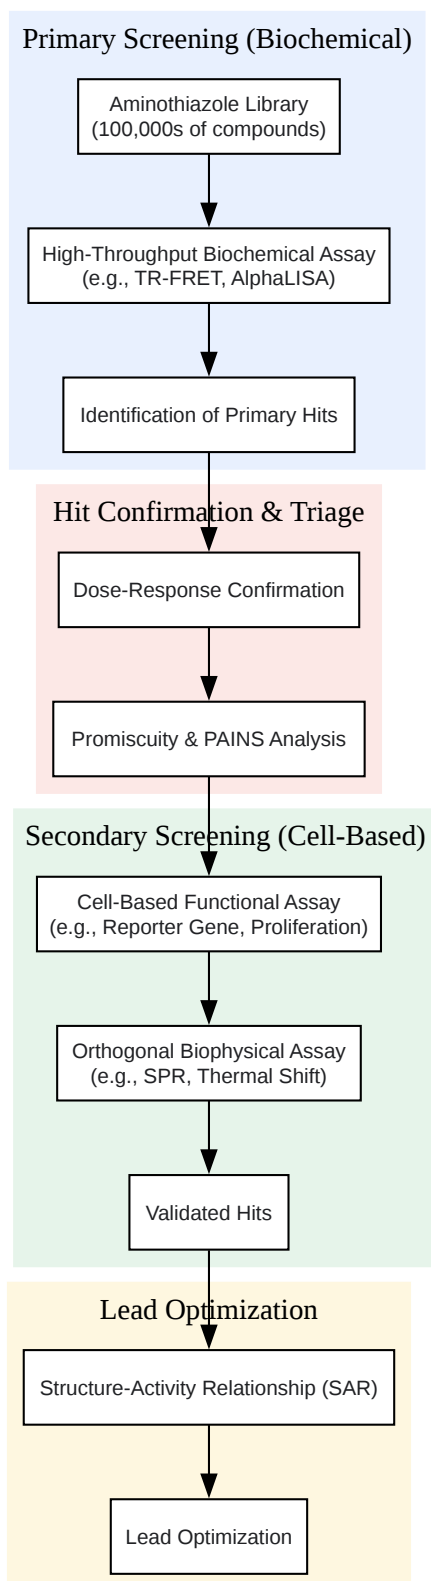 Primary Screening (Biochemical)
Aminothiazole Library
(100,000s of compounds)
High-Throughput Biochemical Assay
(e.g., TR-FRET, AlphaLISA)
Identification of Primary Hits
Hit Confirmation & Triage
Dose-Response Confirmation
Promiscuity & PAINS Analysis
Secondary Screening (Cell-Based)
Cell-Based Functional Assay
(e.g., Reporter Gene, Proliferation)
Orthogonal Biophysical Assay
(e.g., SPR, Thermal Shift)
Validated Hits
Lead Optimization
Structure-Activity Relationship (SAR)
Lead Optimization